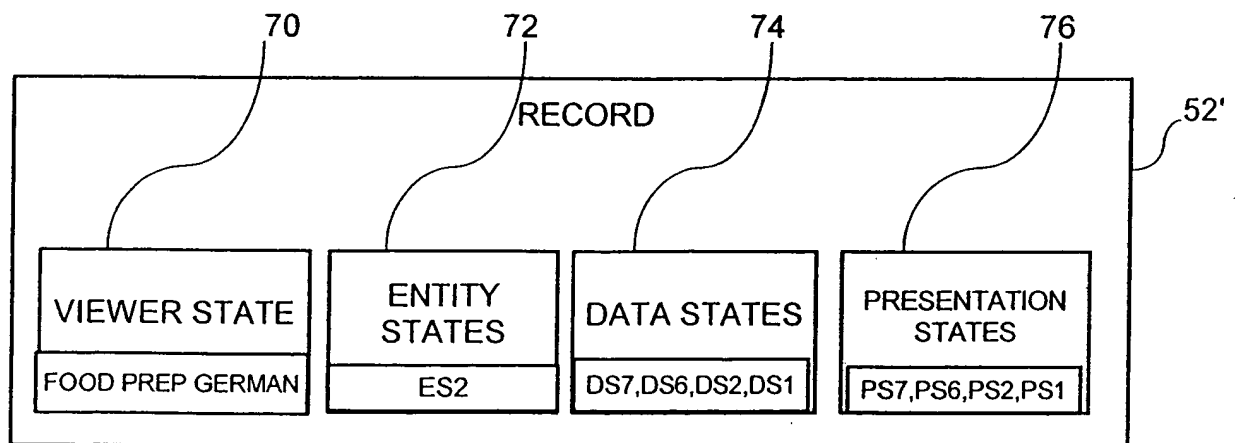 70
72
74
76
RECORD
52'
VIEWER STATE
FOOD PREP GERMAN
ENTITY
STATES
ES2
DATA STATES
DS7,DS6,DS2,DS1
PRESENTATION
STATES
PS7,PS6,PS2,PS1